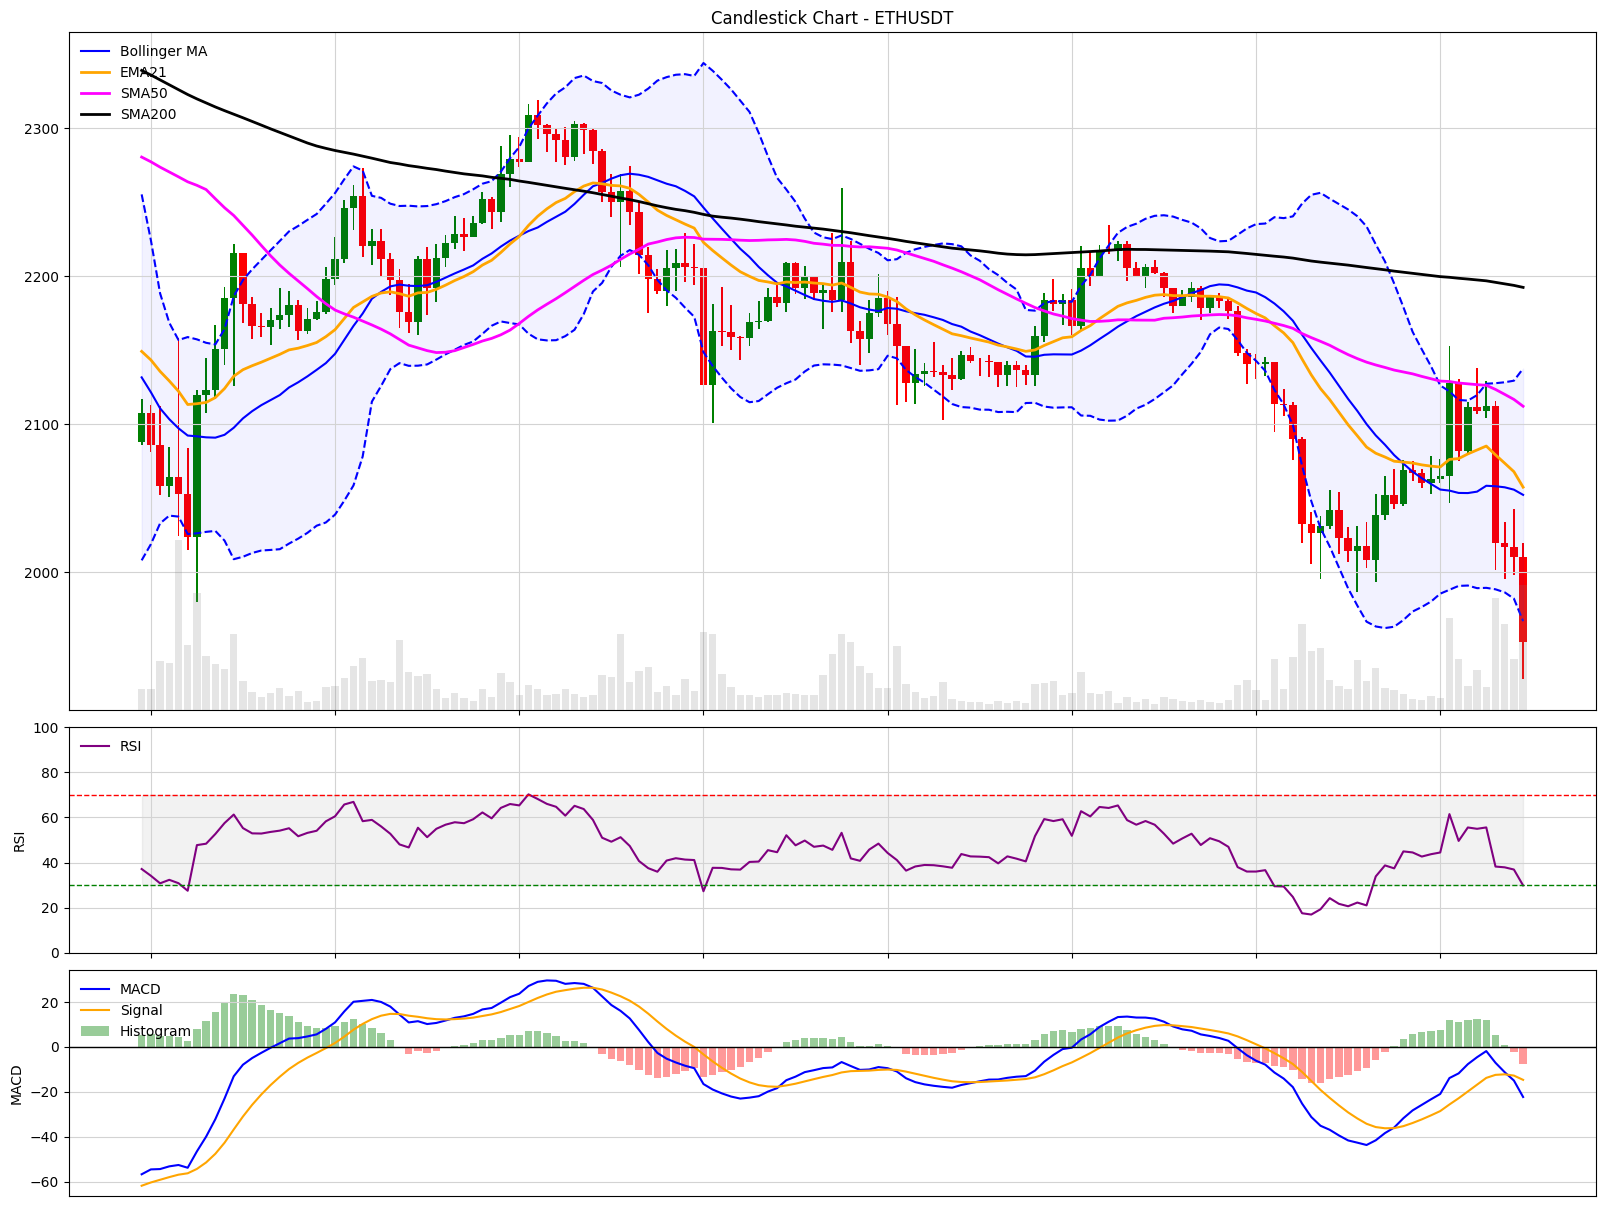 Candlestick Chart - ETHUSDT
Bollinger MA
EMA21
SMA50
SMA200
2300
2200
2100
2000
RSI
100
80
60
40
20
0
RSI
MACD
Signal
Histogram
20
0
−20
−40
−60
MACD